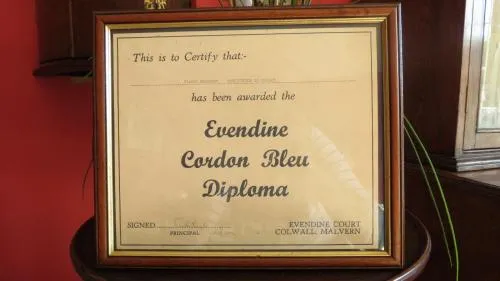 This is to Certify that:-
has been awarded the
Evendine
Cordon Bleu
Diploma
SIGNED
PRINCIPAL
EVENDINE COURT
COLWALL, MALVERN